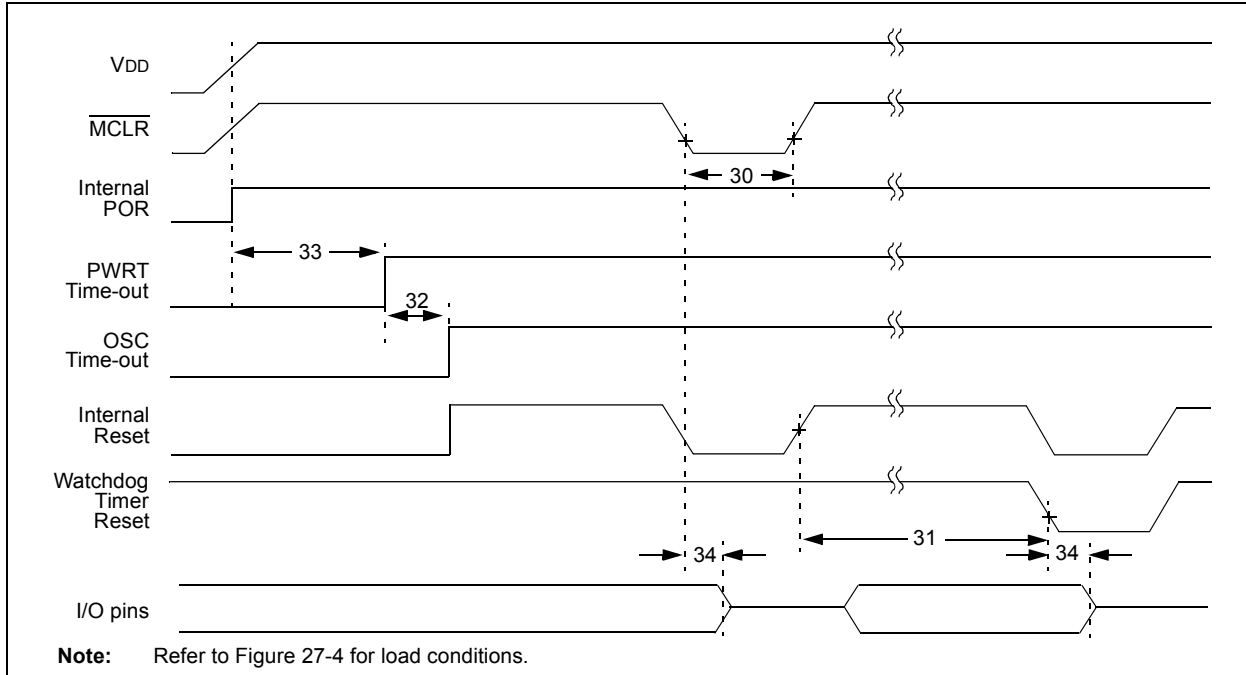 VDD
MCLR
Internal
POR
30
33
PWRT
Time-out
32
OSC
Time-out
Internal
Reset
Watchdog
Timer
Reset
31
34
34
I/O pins
Note: Refer to Figure 27-4 for load conditions.